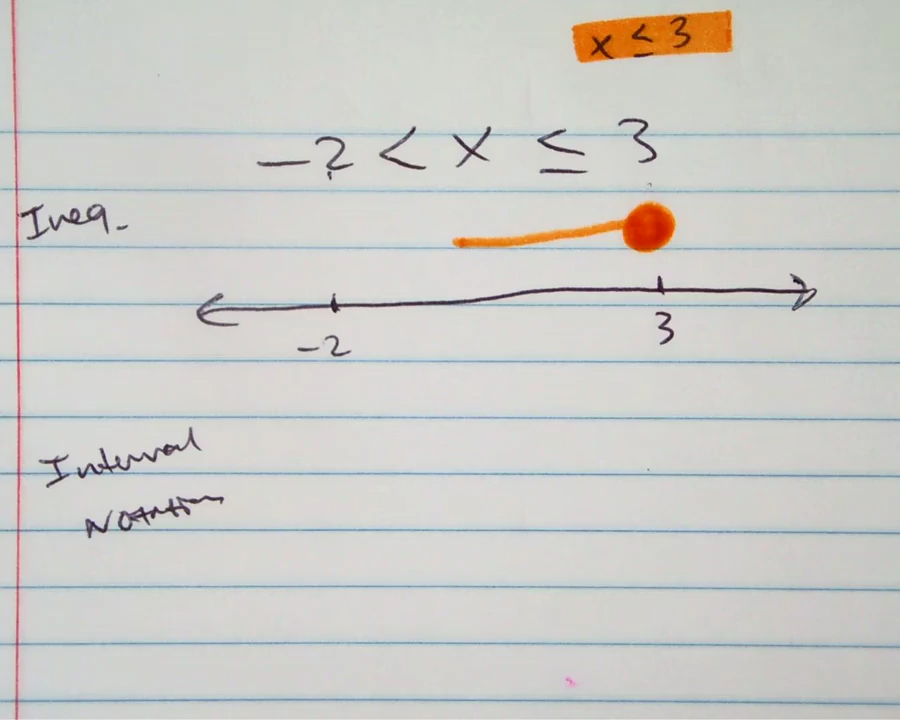 x ≤ 3
-2 < x ≤ 3
Ineq.
-2 3
Interval
Notation